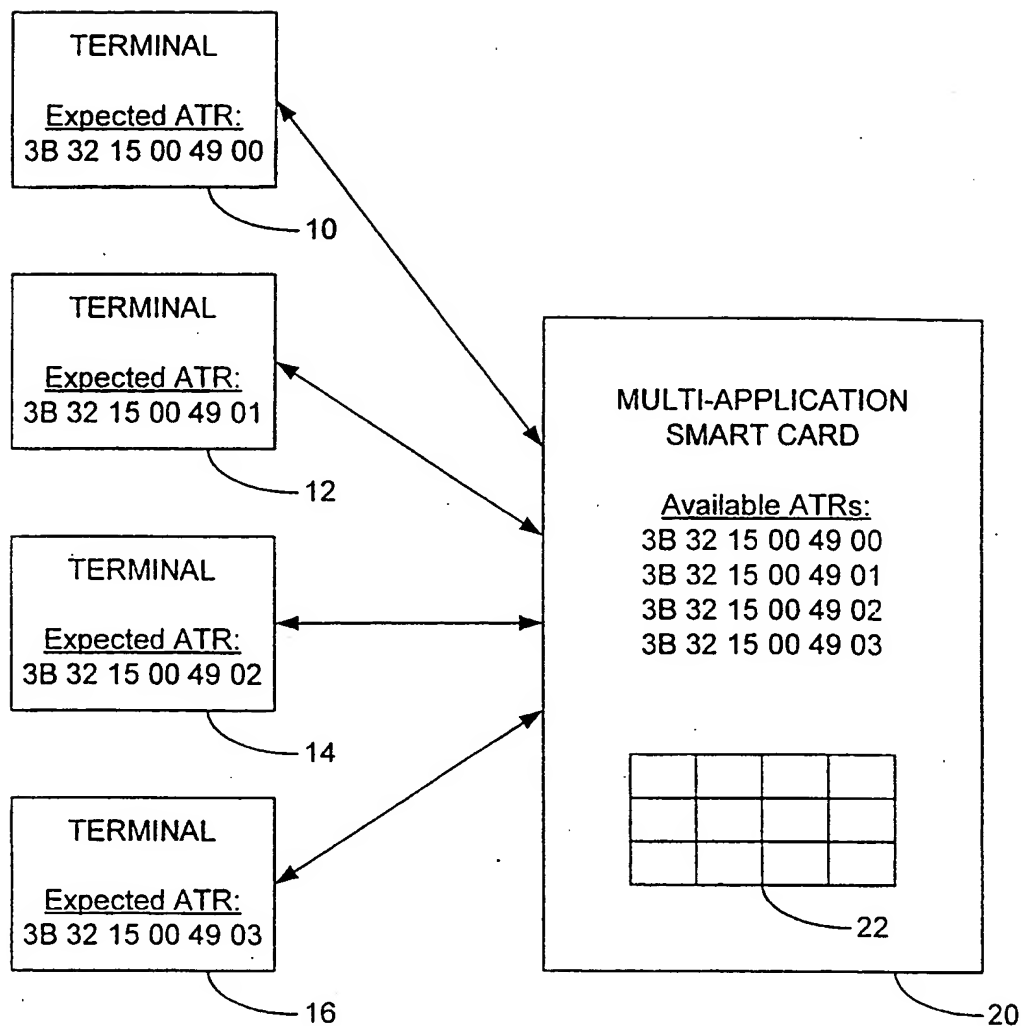 TERMINAL
Expected ATR:
3B 32 15 00 49 00
10
TERMINAL
Expected ATR:
3B 32 15 00 49 01
12
TERMINAL
Expected ATR:
3B 32 15 00 49 02
14
TERMINAL
Expected ATR:
3B 32 15 00 49 03
16
MULTI-APPLICATION
SMART CARD
Available ATRs:
3B 32 15 00 49 00
3B 32 15 00 49 01
3B 32 15 00 49 02
3B 32 15 00 49 03
22
20